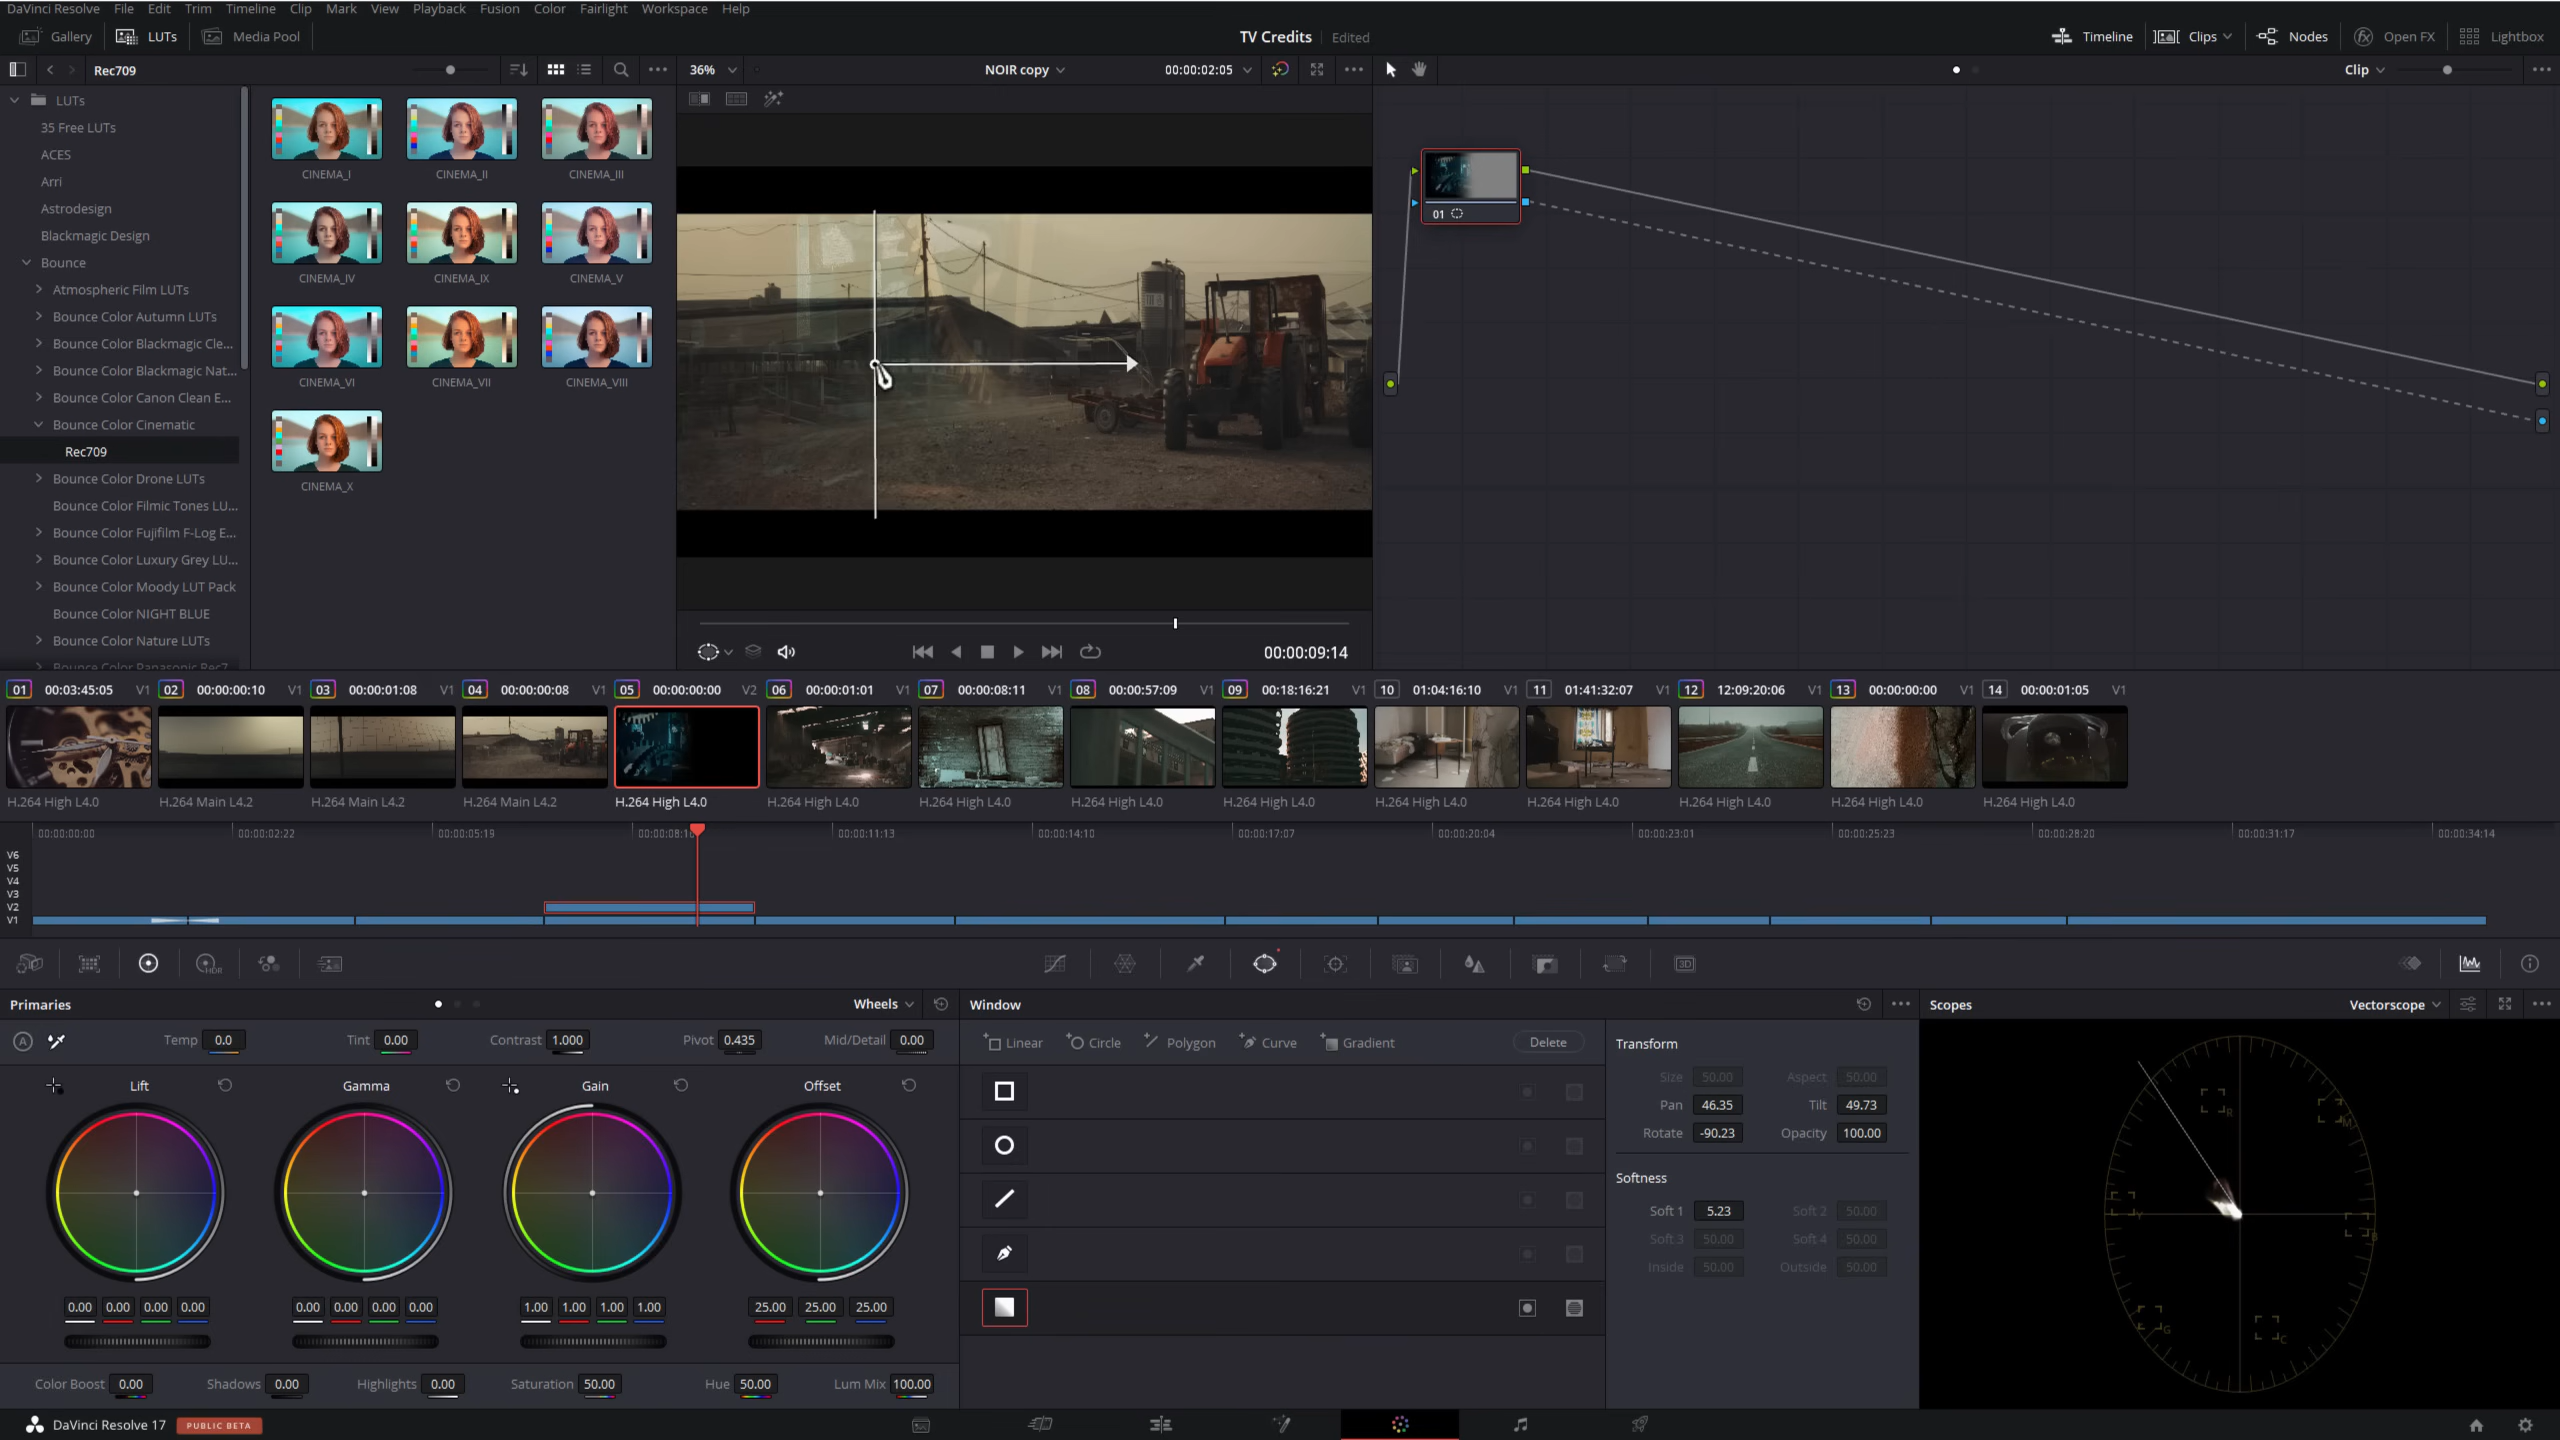 DaVinci Resolve File Edit Trim Timeline Clip Mark View Playback Fusion Color Fairlight Workspace Help
Gallery LUTs Media Pool TV Credits Edited Timeline Clips Nodes Open FX Lightbox
Rec709 36% NOIR copy 00:00:02:05 Clip
LUTs
35 Free LUTs
ACES
Arri
Astrodesign
Blackmagic Design
Bounce
Atmospheric Film LUTs
Bounce Color Autumn LUTs
Bounce Color Blackmagic Cle...
Bounce Color Blackmagic Nat...
Bounce Color Canon Clean E...
Bounce Color Cinematic
Rec709
Bounce Color Drone LUTs
Bounce Color Filmic Tones LU...
Bounce Color Fujifilm F-Log E...
Bounce Color Luxury Grey LU...
Bounce Color Moody LUT Pack
Bounce Color NIGHT BLUE
Bounce Color Nature LUTs
Bounce Color Panasonic Rec7...
CINEMA_I CINEMA_II CINEMA_III
CINEMA_IV CINEMA_IX CINEMA_V
CINEMA_VI CINEMA_VII CINEMA_VIII
CINEMA_X
01
00:00:09:14
01 00:03:45:05 V1 02 00:00:00:10 V1 03 00:00:01:08 V1 04 00:00:00:08 V1 05 00:00:00:00 V2 06 00:00:01:01 V1 07 00:00:08:11 V1 08 00:00:57:09 V1 09 00:18:16:21 V1 10 01:04:16:10 V1 11 01:41:32:07 V1 12 12:09:20:06 V1 13 00:00:00:00 V1 14 00:00:01:05 V1
H.264 High L4.0 H.264 Main L4.2 H.264 Main L4.2 H.264 Main L4.2 H.264 High L4.0 H.264 High L4.0 H.264 High L4.0 H.264 High L4.0 H.264 High L4.0 H.264 High L4.0 H.264 High L4.0 H.264 High L4.0 H.264 High L4.0 H.264 High L4.0
00:00:00:00 00:00:02:22 00:00:05:19 00:00:11:13 00:00:14:10 00:00:17:07 00:00:20:04 00:00:23:01 00:00:25:23 00:00:28:20 00:00:31:17 00:00:34:14
V6
V5
V4
V3
V2
V1
HDR 3D
Primaries Wheels Window Scopes Vectorscope
A Temp 0.0 Tint 0.00 Contrast 1.000 Pivot 0.435 Mid/Detail 0.00
Linear Circle Polygon Curve Gradient Delete
Lift Gamma Gain Offset
0.00 0.00 0.00 0.00 0.00 0.00 0.00 0.00 1.00 1.00 1.00 1.00 25.00 25.00 25.00
Color Boost 0.00 Shadows 0.00 Highlights 0.00 Saturation 50.00 Hue 50.00 Lum Mix 100.00
Transform
Size 50.00 Aspect 50.00
Pan 46.35 Tilt 49.73
Rotate -90.23 Opacity 100.00
Softness
Soft 1 5.23 Soft 2 50.00
Soft 3 50.00 Soft 4 50.00
Inside 50.00 Outside 50.00
R M
Y B
G C
DaVinci Resolve 17 PUBLIC BETA